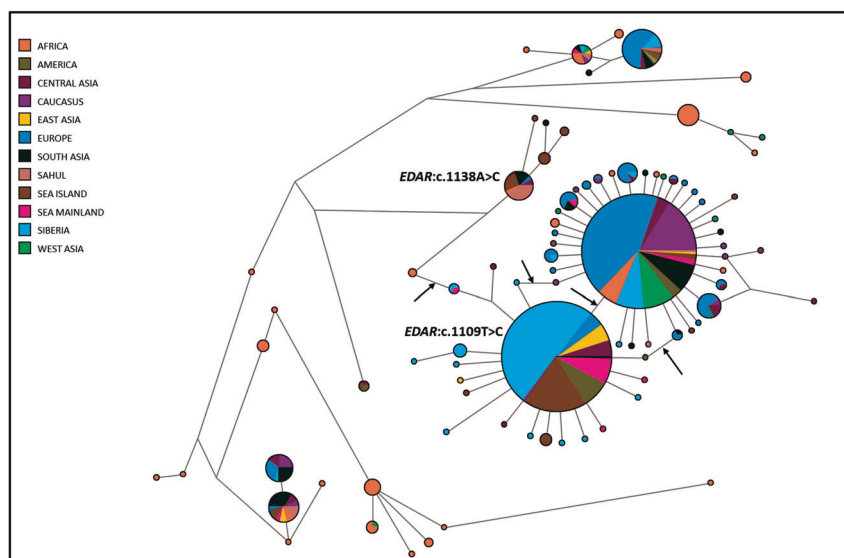 AFRICA
AMERICA
CENTRAL ASIA
CAUCASUS
EAST ASIA
EUROPE
SOUTH ASIA
SAHUL
SEA ISLAND
SEA MAINLAND
SIBERIA
WEST ASIA
EDAR:c.1138A>C
EDAR:c.1109T>C